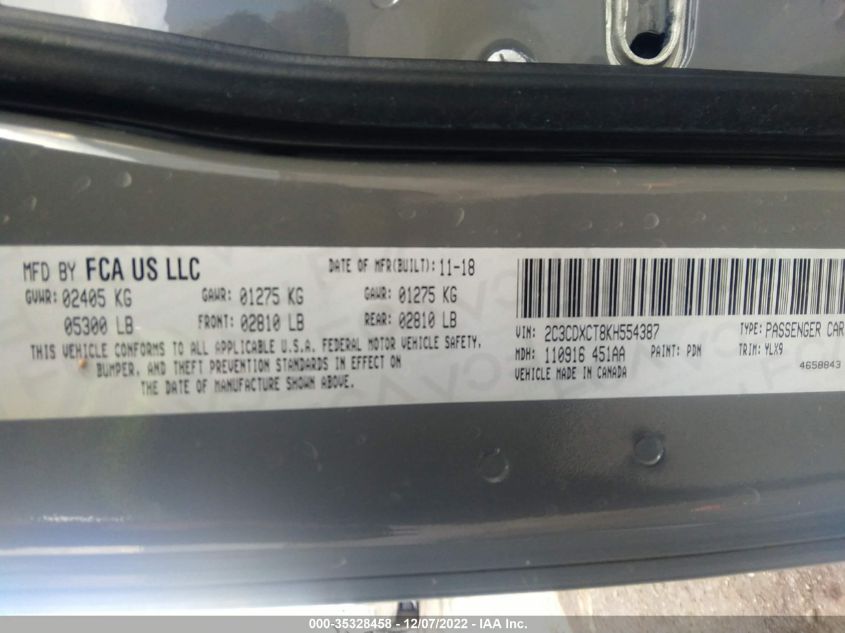 MFD BY FCA US LLC
DATE OF MFR(BUILT): 11-18
GVWR: 02405 KG
GAWR: 01275 KG
GAWR: 01275 KG
05300 LB
FRONT: 02810 LB
REAR: 02810 LB
THIS VEHICLE CONFORMS TO ALL APPLICABLE U.S.A. FEDERAL MOTOR VEHICLE SAFETY,
BUMPER, AND THEFT PREVENTION STANDARDS IN EFFECT ON
THE DATE OF MANUFACTURE SHOWN ABOVE.
VIN: 2C3CDXCT8KH554387
TYPE: PASSENGER CAR
MDH: 110916 451AA
PAINT: PDN
TRIM: YLX9
VEHICLE MADE IN CANADA
4658843
000-35328458 - 12/07/2022 - IAA Inc.